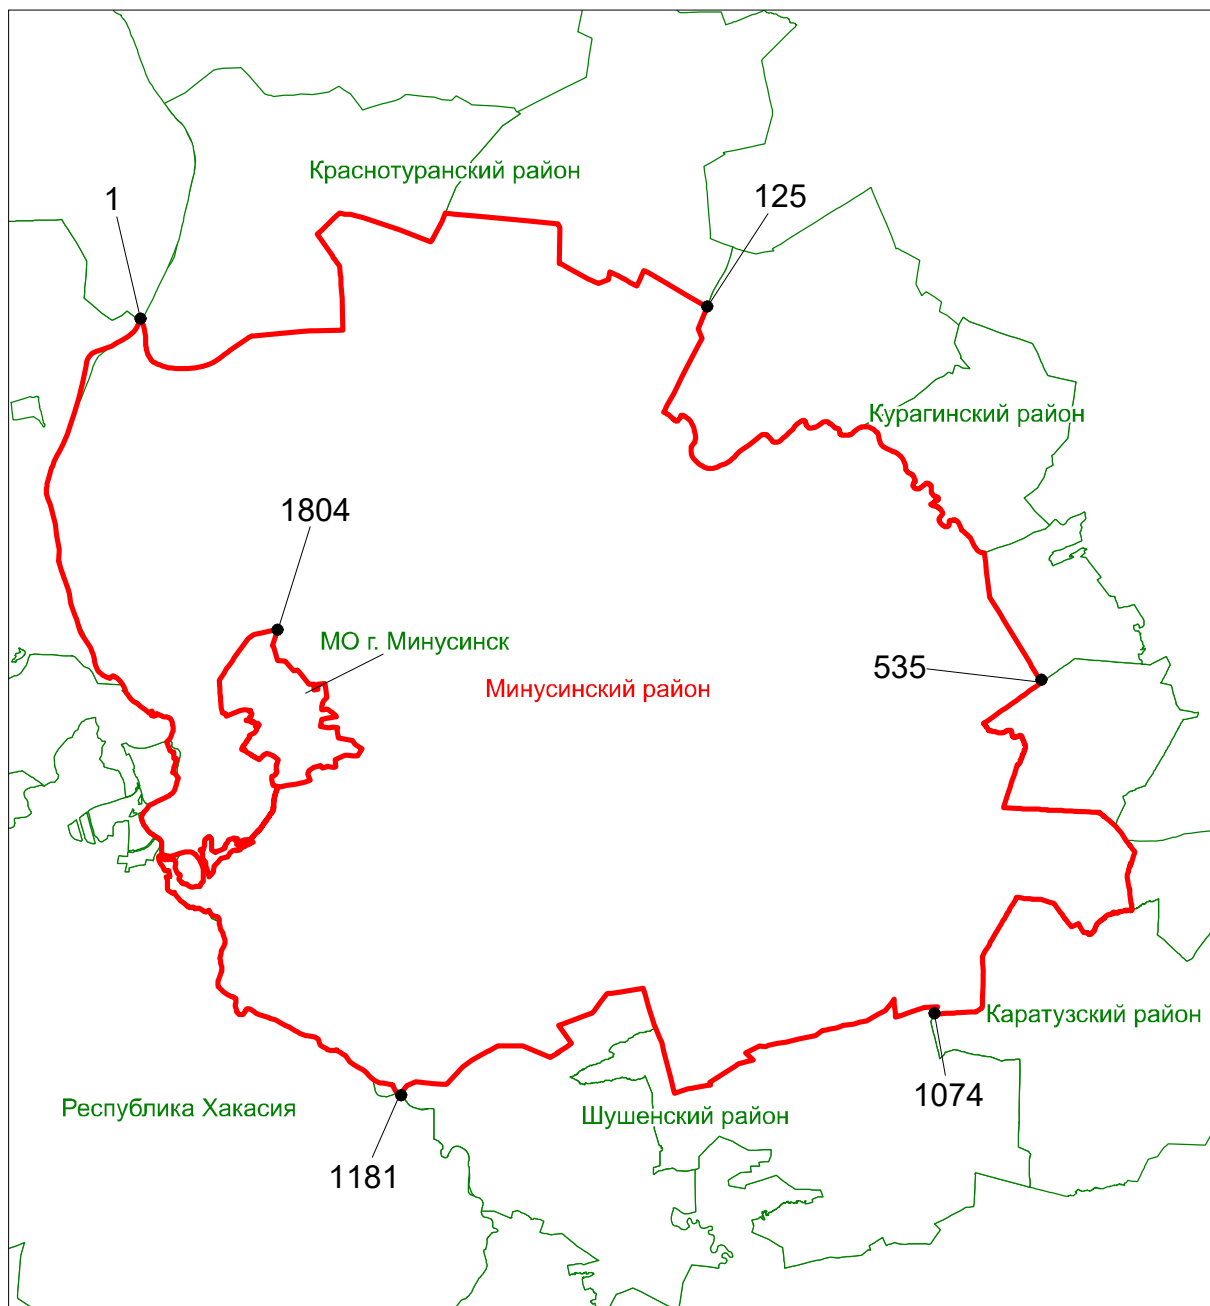 Краснотуранский район
1
125
Курагинский район
1804
МО г. Минусинск
535
Минусинский район
Каратузский район
1074
Республика Хакасия
Шушенский район
1181